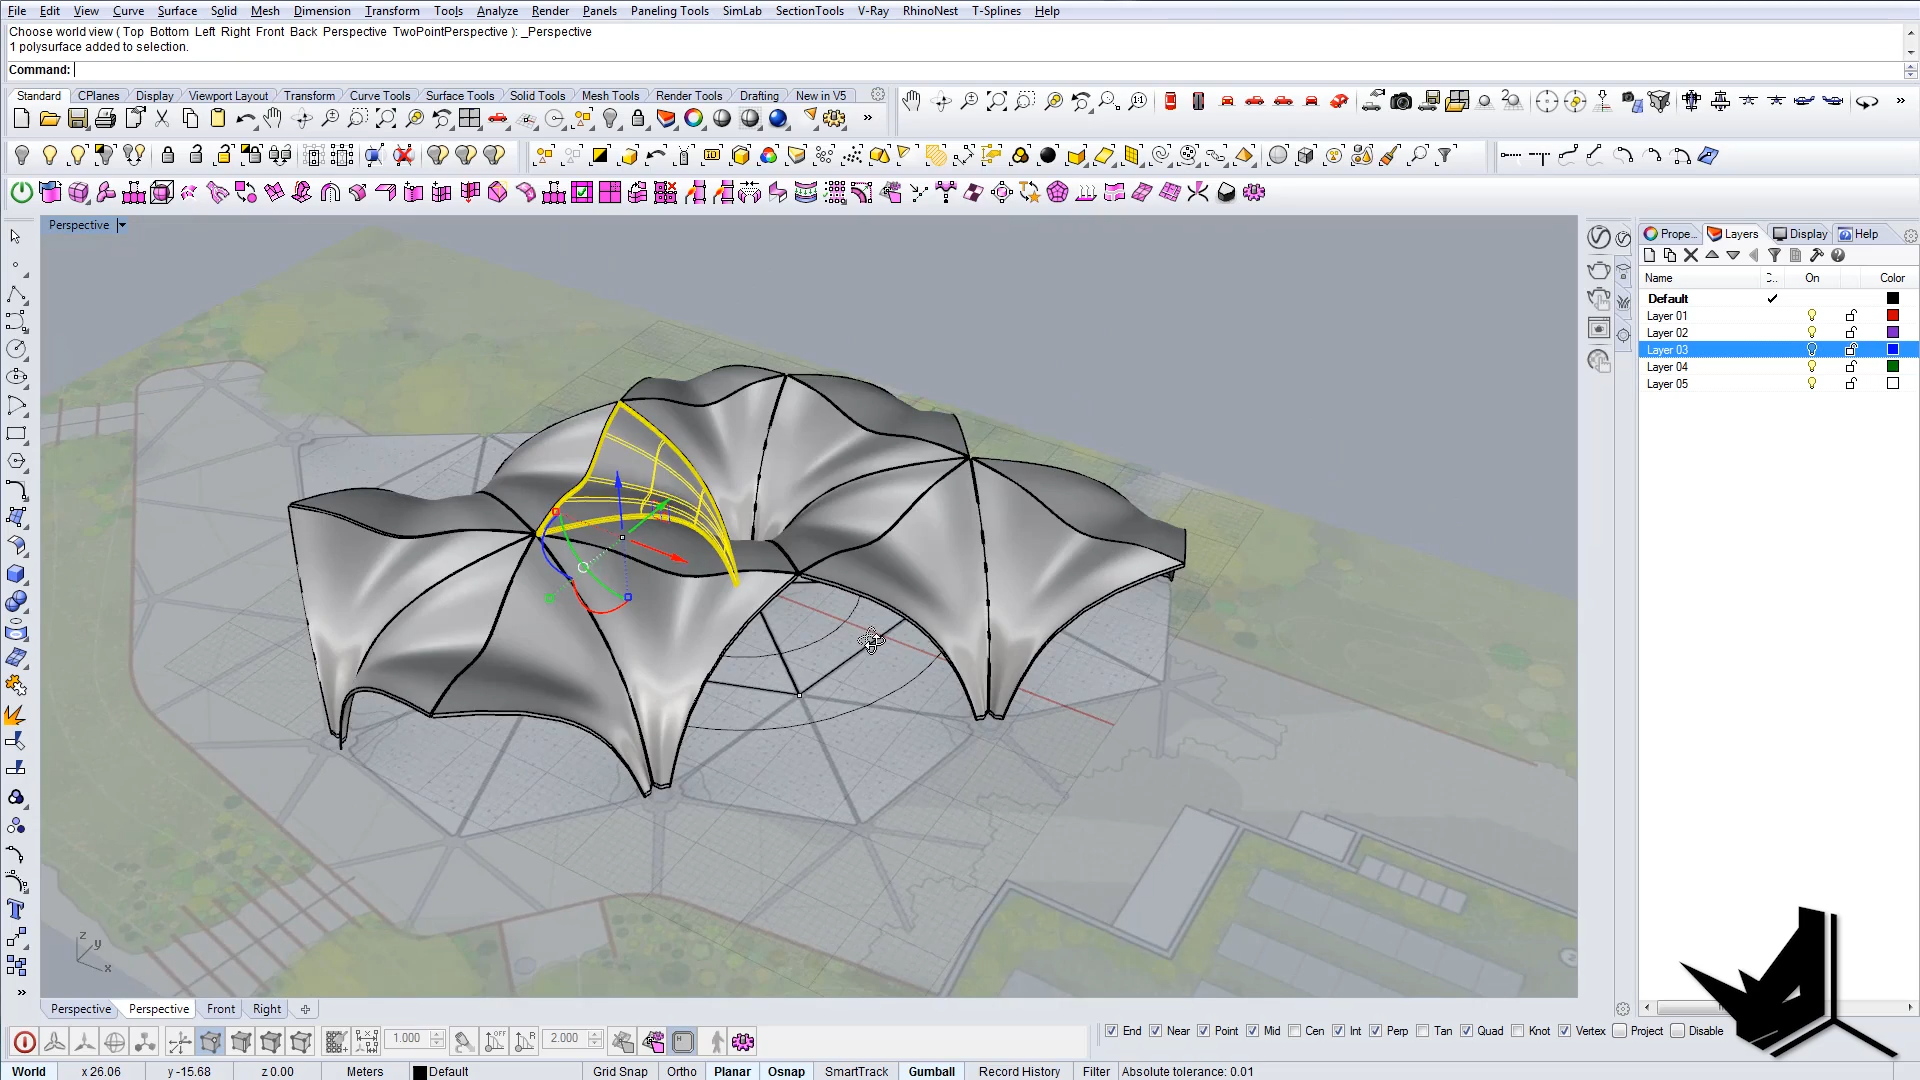 File Edit View Curve Surface Solid Mesh Dimension Transform Tools Analyze Render Panels Paneling Tools SimLab SectionTools V-Ray RhinoNest T-Splines Help
Choose world view ( Top Bottom Left Right Front Back Perspective TwoPointPerspective ): _Perspective
1 polysurface added to selection.
Command:
Standard CPlanes Display Viewport Layout Transform Curve Tools Surface Tools Solid Tools Mesh Tools Render Tools Drafting New in V5
Perspective
Prope... Layers Display Help
Name C.. On Color
Default
Layer 01
Layer 02
Layer 03
Layer 04
Layer 05
z y x
Perspective Perspective Front Right
1.000 2.000
End Near Point Mid Cen Int Perp Tan Quad Knot Vertex Project Disable
World x 26.06 y -15.68 z 0.00 Meters Default Grid Snap Ortho Planar Osnap SmartTrack Gumball Record History Filter Absolute tolerance: 0.01